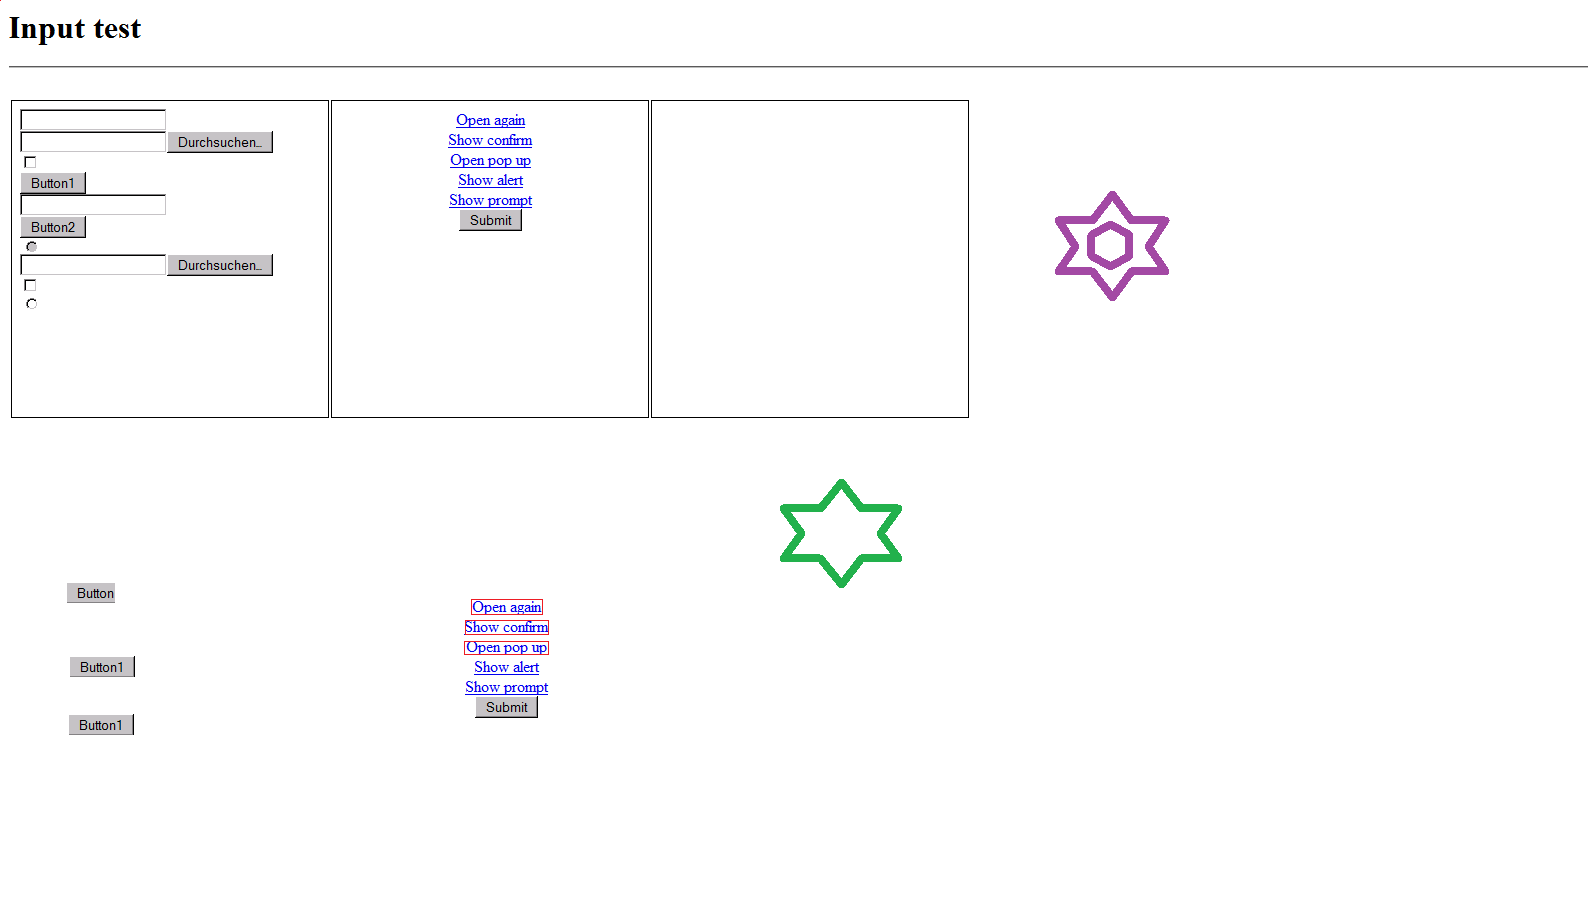 Input test
Durchsuchen...
Button1
Button2
Durchsuchen...
Open again
Show confirm
Open pop up
Show alert
Show prompt
Submit
Button
Button1
Button1
Open again
Show confirm
Open pop up
Show alert
Show prompt
Submit